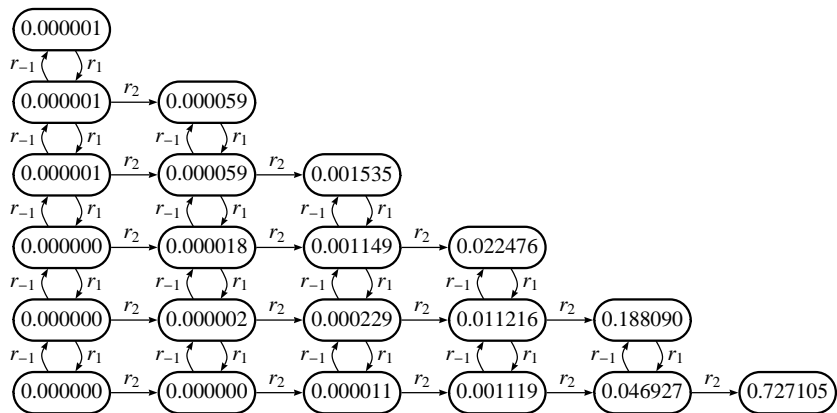 0.000001
r₋₁ r₁
0.000001 r₂ 0.000059
r₋₁ r₁ r₋₁ r₁
0.000001 r₂ 0.000059 r₂ 0.001535
r₋₁ r₁ r₋₁ r₁ r₋₁ r₁
0.000000 r₂ 0.000018 r₂ 0.001149 r₂ 0.022476
r₋₁ r₁ r₋₁ r₁ r₋₁ r₁ r₋₁ r₁
0.000000 r₂ 0.000002 r₂ 0.000229 r₂ 0.011216 r₂ 0.188090
r₋₁ r₁ r₋₁ r₁ r₋₁ r₁ r₋₁ r₁ r₋₁ r₁
0.000000 r₂ 0.000000 r₂ 0.000011 r₂ 0.001119 r₂ 0.046927 r₂ 0.727105